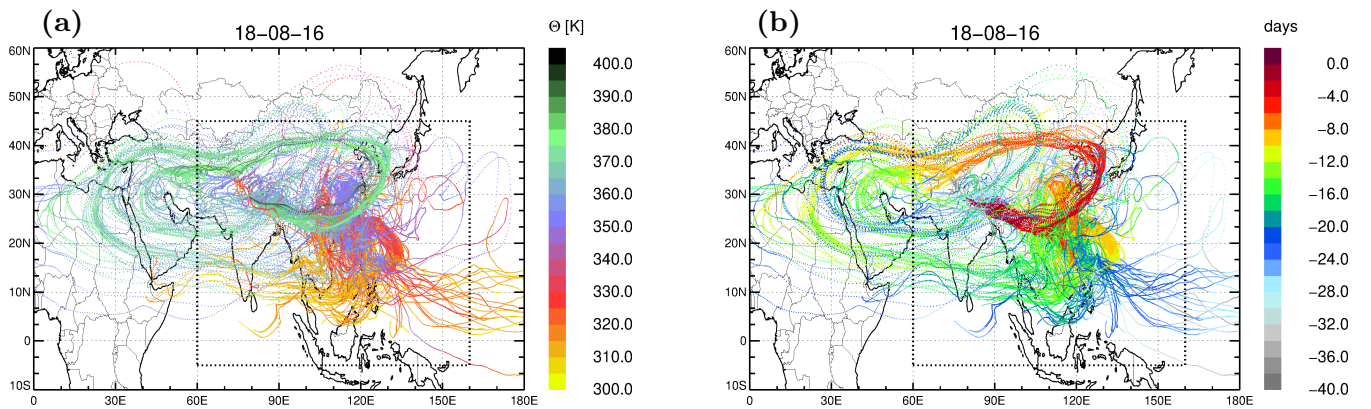 (a)
18−08−16
Θ [K]
60N
50N
40N
30N
20N
10N
0
10S
0
30E
60E
90E
120E
150E
180E
400.0
390.0
380.0
370.0
360.0
350.0
340.0
330.0
320.0
310.0
300.0
(b)
18−08−16
days
60N
50N
40N
30N
20N
10N
0
10S
0
30E
60E
90E
120E
150E
180E
0.0
−4.0
−8.0
−12.0
−16.0
−20.0
−24.0
−28.0
−32.0
−36.0
−40.0